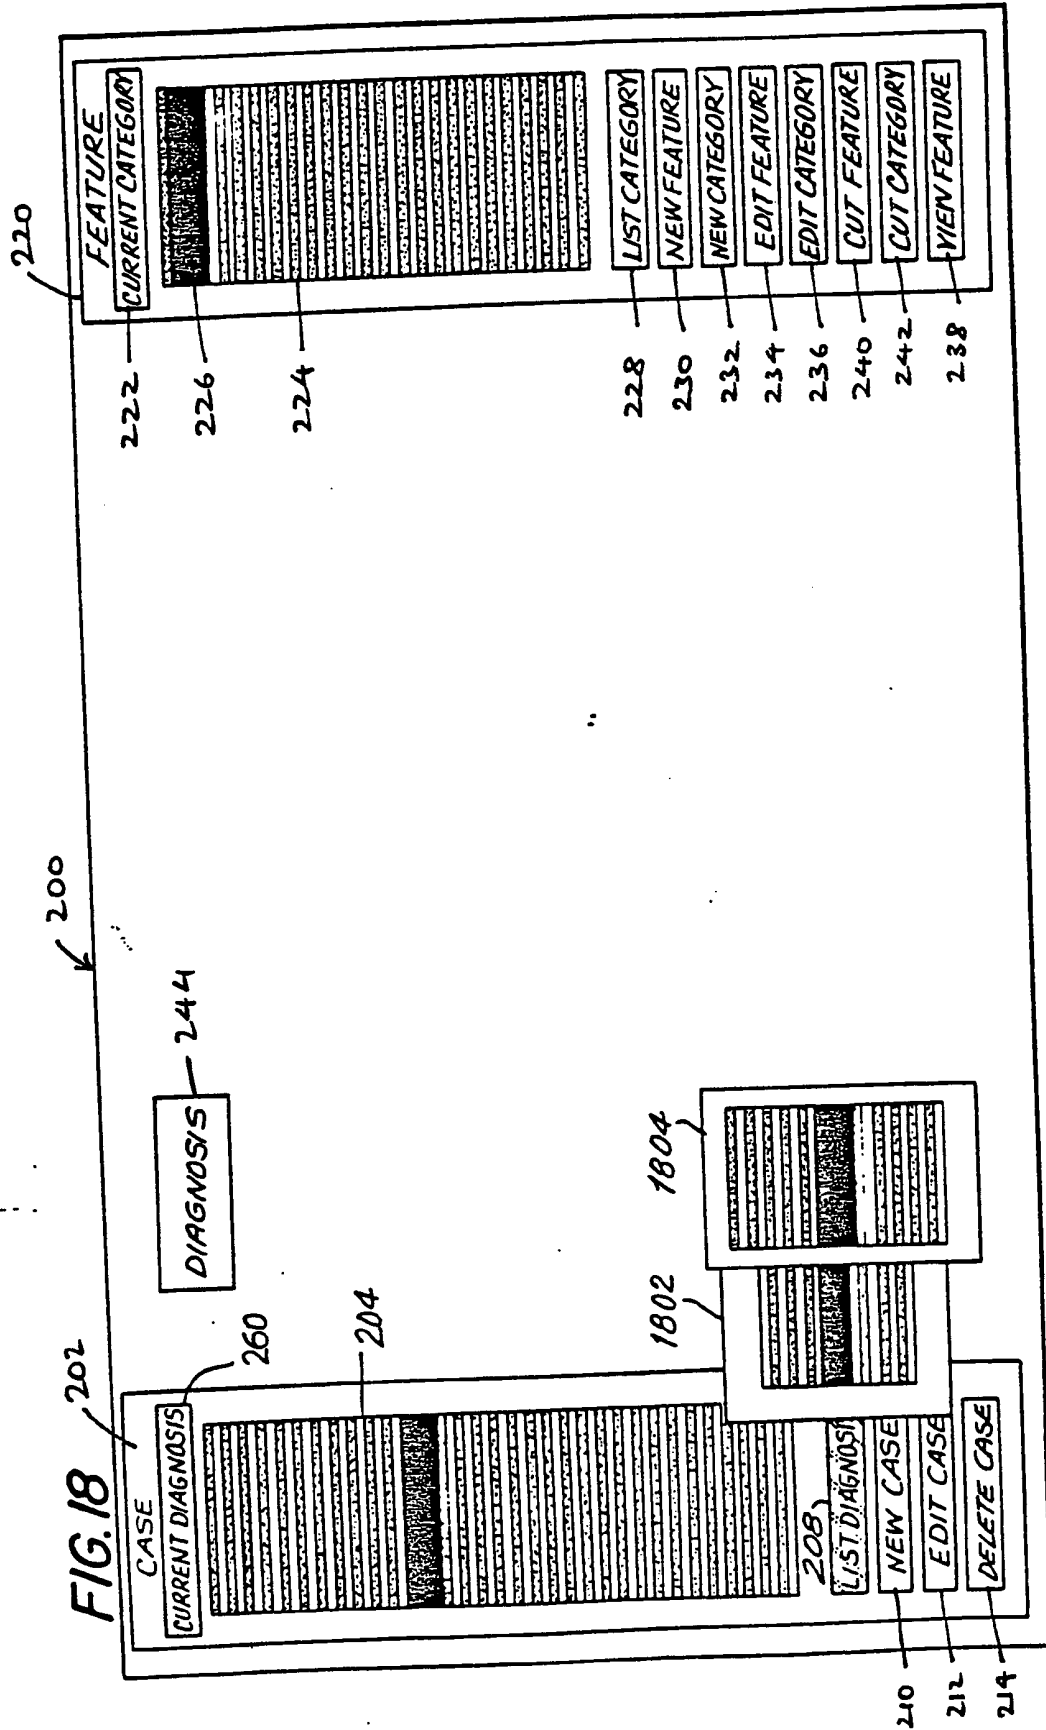 FIG.18
200
202
CASE
CURRENT DIAGNOSIS
260
204
208
LIST DIAGNOSIS
NEW CASE
EDIT CASE
DELETE CASE
210
212
214
DIAGNOSIS
244
1802
1804
220
FEATURE
CURRENT CATEGORY
222
226
224
LIST CATEGORY
NEW FEATURE
NEW CATEGORY
EDIT FEATURE
EDIT CATEGORY
CUT FEATURE
CUT CATEGORY
VIEW FEATURE
228
230
232
234
236
240
242
238